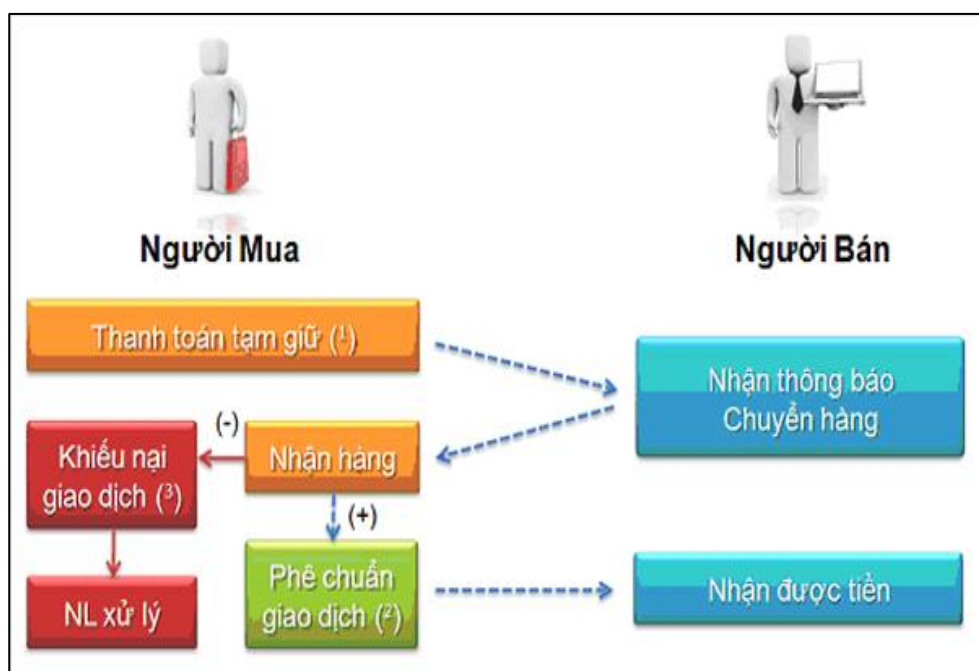 Người Mua
Người Bán
Thanh toán tạm giữ (¹)
Nhận thông báo
Chuyển hàng
(-)
Khiếu nại
giao dịch (³)
Nhận hàng
(+)
NL xử lý
Phê chuẩn
giao dịch (²)
Nhận được tiền